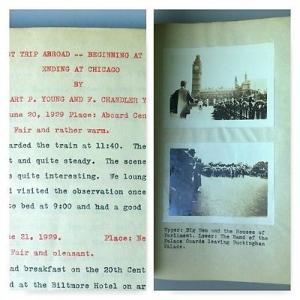 ST TRIP ABROAD -- BEGINNING AT
ENDING AT CHICAGO
BY
ART P. YOUNG AND F. CHANDLER Y
une 20, 1929 Place: Aboard Cent
Fair and rather warm.
arded the train at 11:40. The
t and quite steady. The scene
s quite interesting. We loung
d visited the observation once
to bed at 9:00 and had a good
une 21, 1929. Place: Ne
Fair and pleasant.
ad breakfast on the 20th Cent
d at the Biltmore Hotel on ar
Upper: Big Ben and the Houses of
Parliament. Lower: The Band of the
Palace Guards leaving Buckingham
Palace.